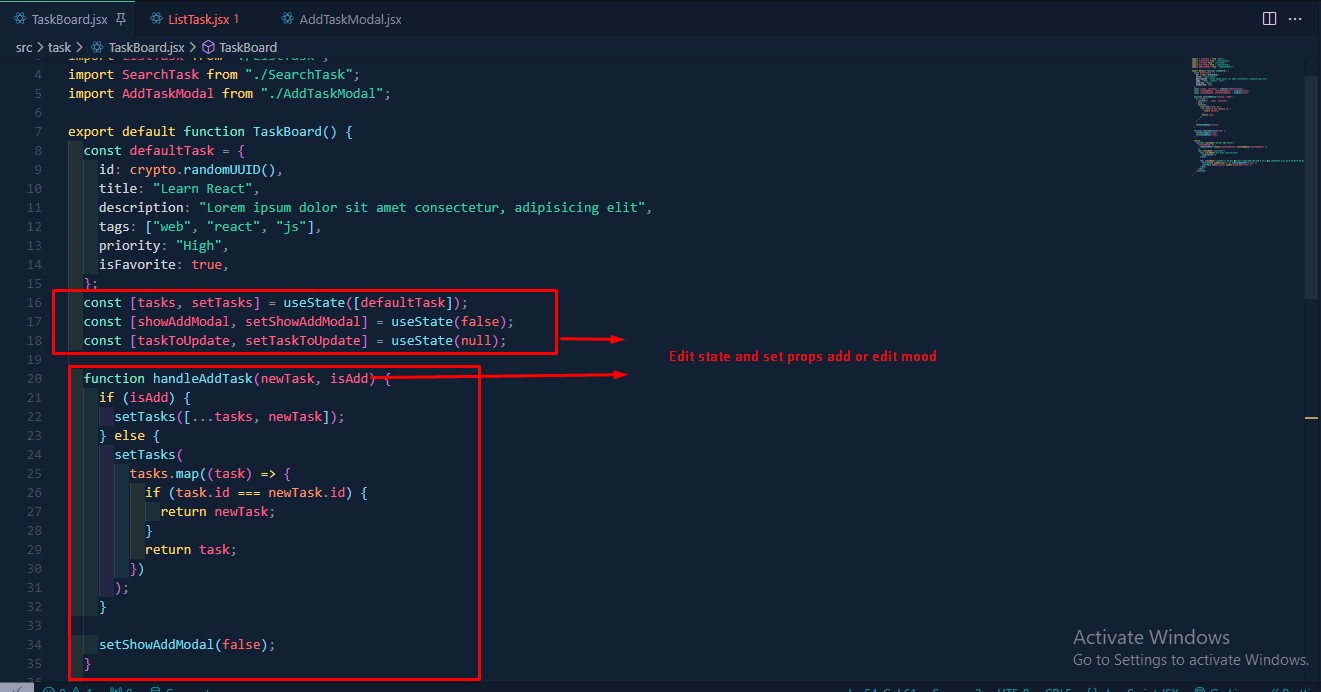 TaskBoard.jsx
ListTask.jsx 1
AddTaskModal.jsx
src > task > TaskBoard.jsx > TaskBoard
import ListTask from "./ListTask";
4 import SearchTask from "./SearchTask";
5 import AddTaskModal from "./AddTaskModal";
6
7 export default function TaskBoard() {
8 const defaultTask = {
9 id: crypto.randomUUID(),
10 title: "Learn React",
11 description: "Lorem ipsum dolor sit amet consectetur, adipisicing elit",
12 tags: ["web", "react", "js"],
13 priority: "High",
14 isFavorite: true,
15 };
16 const [tasks, setTasks] = useState([defaultTask]);
17 const [showAddModal, setShowAddModal] = useState(false);
18 const [taskToUpdate, setTaskToUpdate] = useState(null);
Edit state and set props add or edit mood
19
20 function handleAddTask(newTask, isAdd) {
21 if (isAdd) {
22 setTasks([...tasks, newTask]);
23 } else {
24 setTasks(
25 tasks.map((task) => {
26 if (task.id === newTask.id) {
27 return newTask;
28 }
29 return task;
30 })
31 );
32 }
33
34 setShowAddModal(false);
35 }
Activate Windows
Go to Settings to activate Windows.